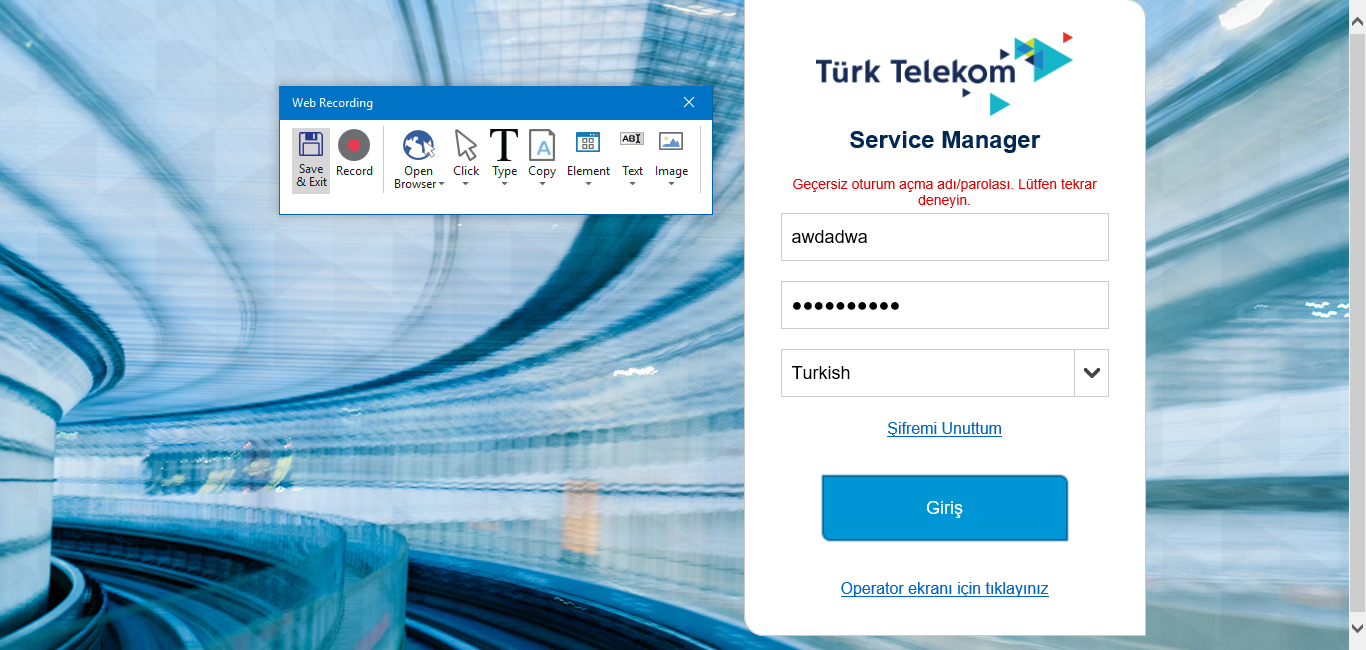 Web Recording
Save & Exit
Record
Open Browser
Click
Type
Copy
Element
Text
Image
A
ABI
Türk Telekom
Service Manager
Geçersiz oturum açma adı/parolası. Lütfen tekrar
deneyin.
awdadwa
●●●●●●●●●●
Turkish
Şifremi Unuttum
Giriş
Operator ekranı için tıklayınız